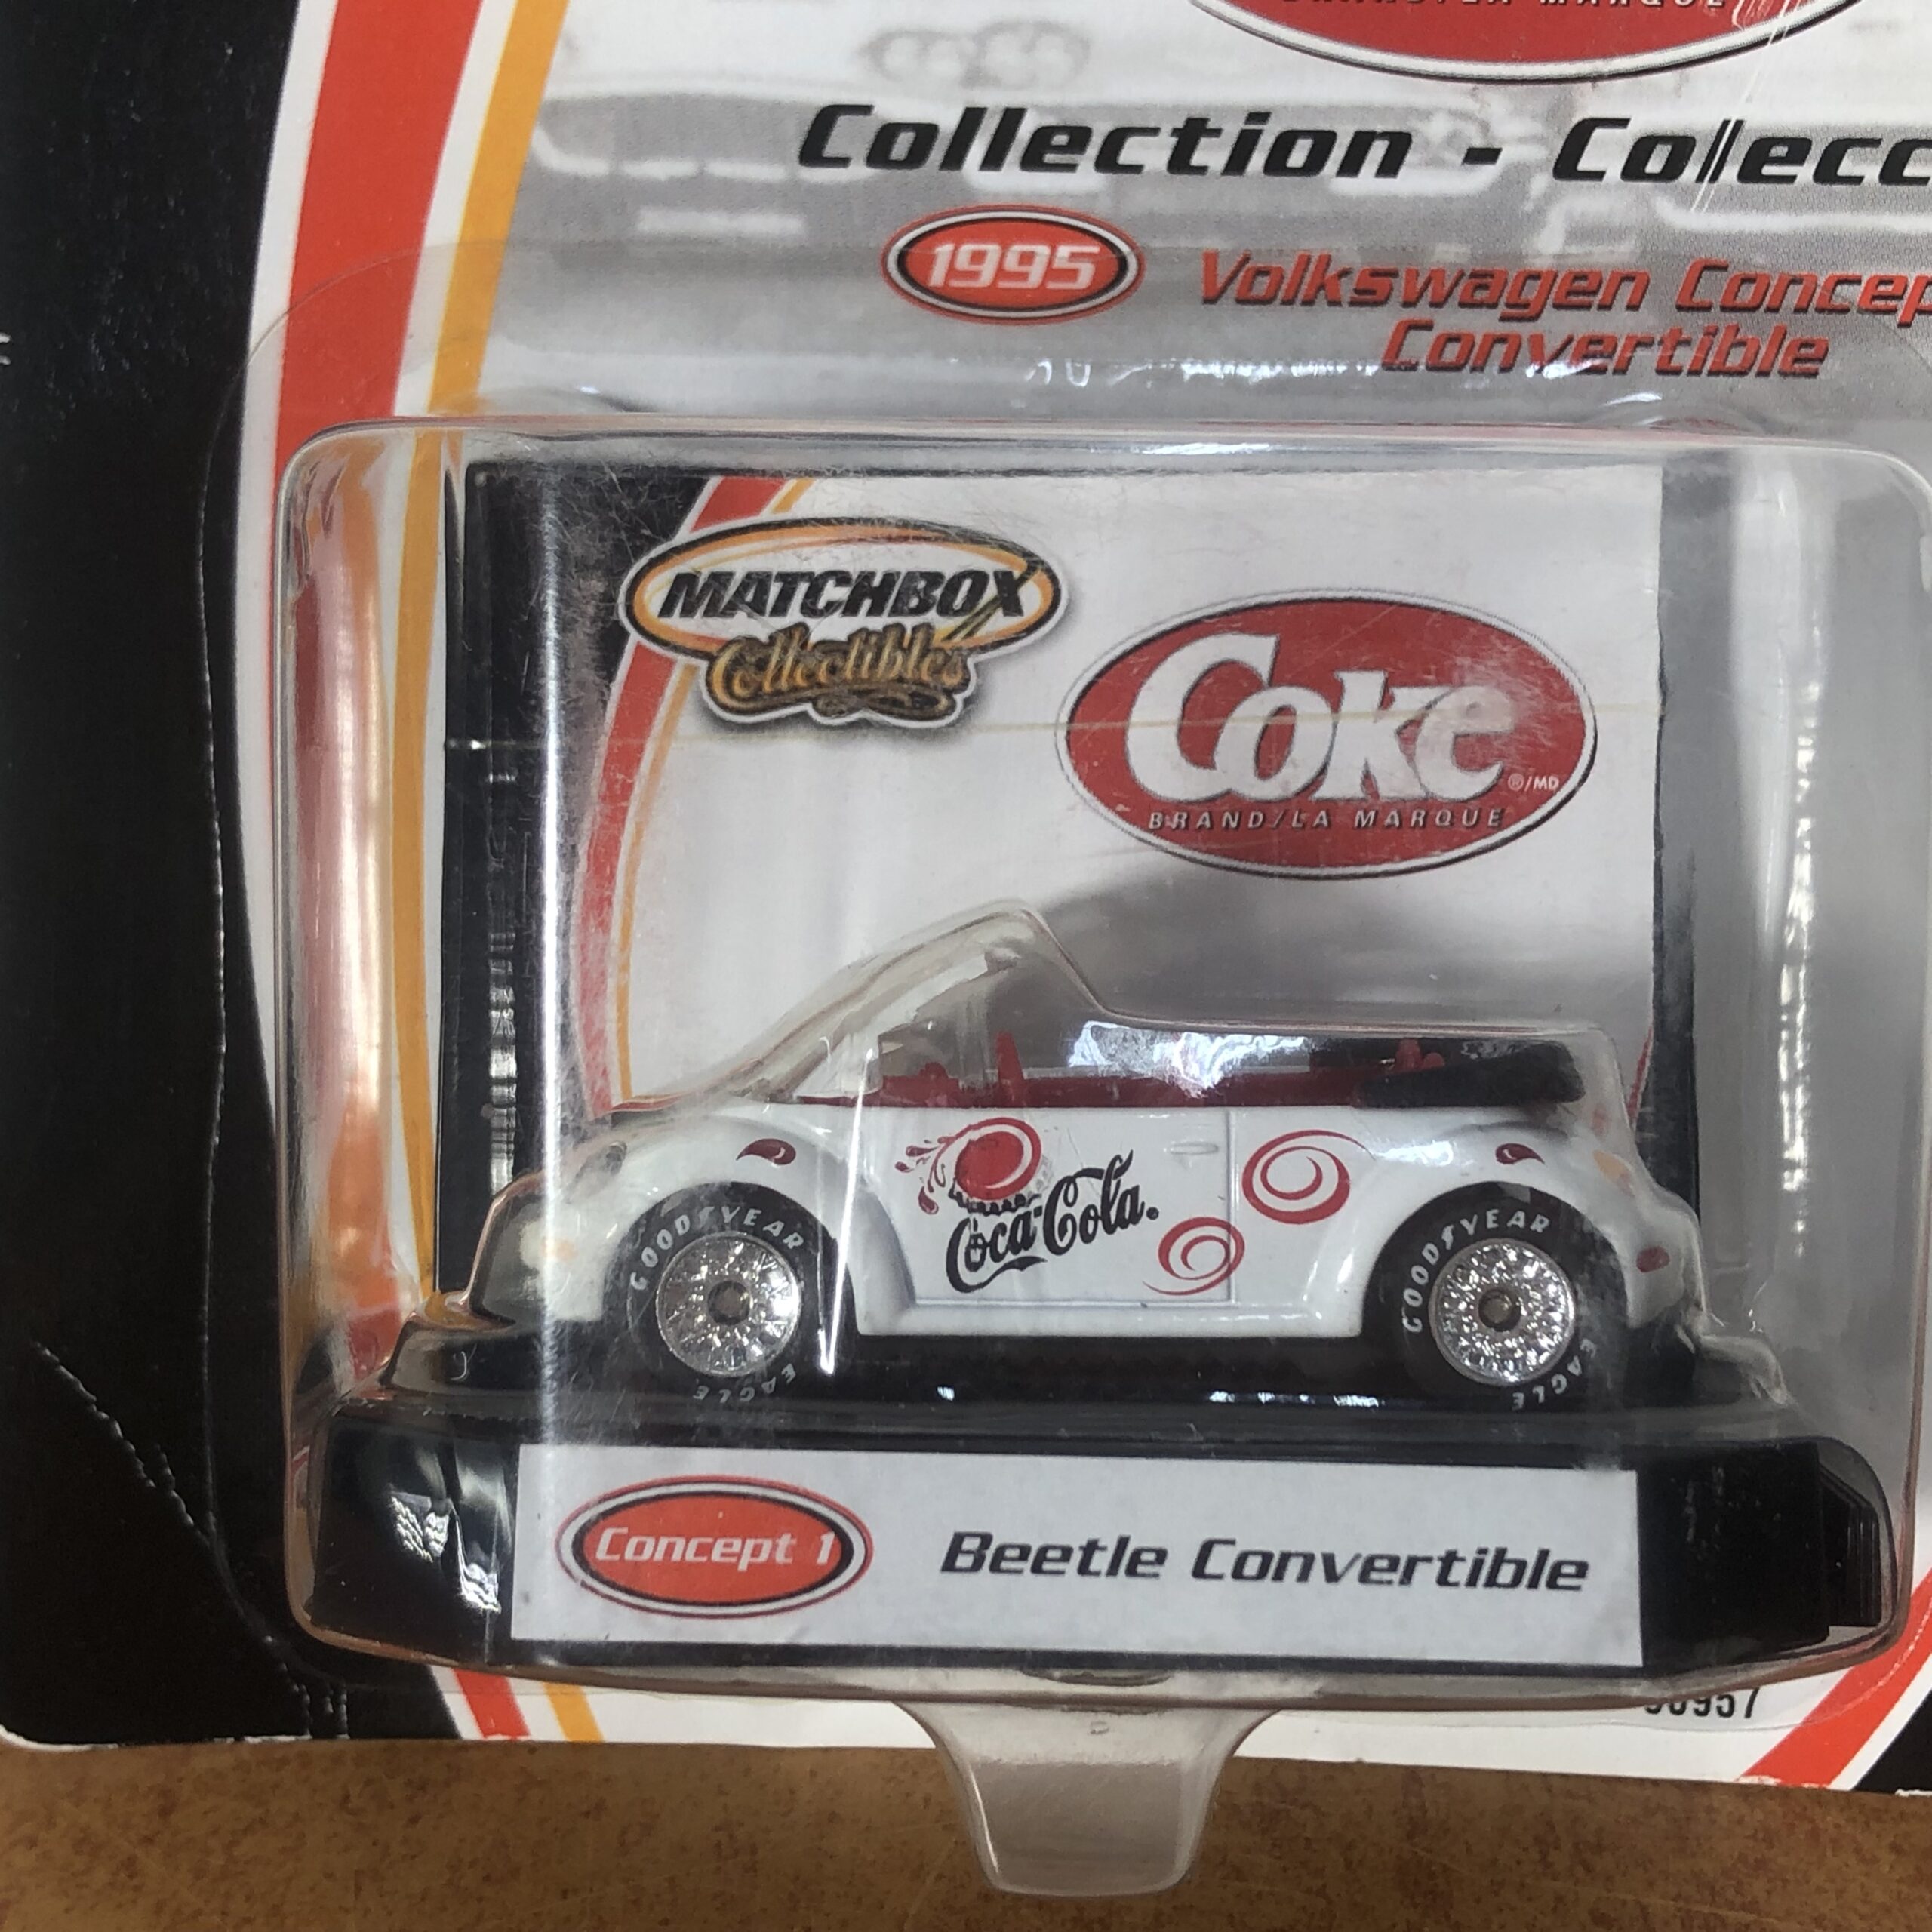 Collection - Colecc
1995
Volkswagen Concep
Convertible
MATCHBOX
Collectibles
Coke
®/MD
BRAND/LA MARQUE
Coca-Cola
GOODYEAR
EAGLE
GOODYEAR
EAGLE
Concept 1
Beetle Convertible